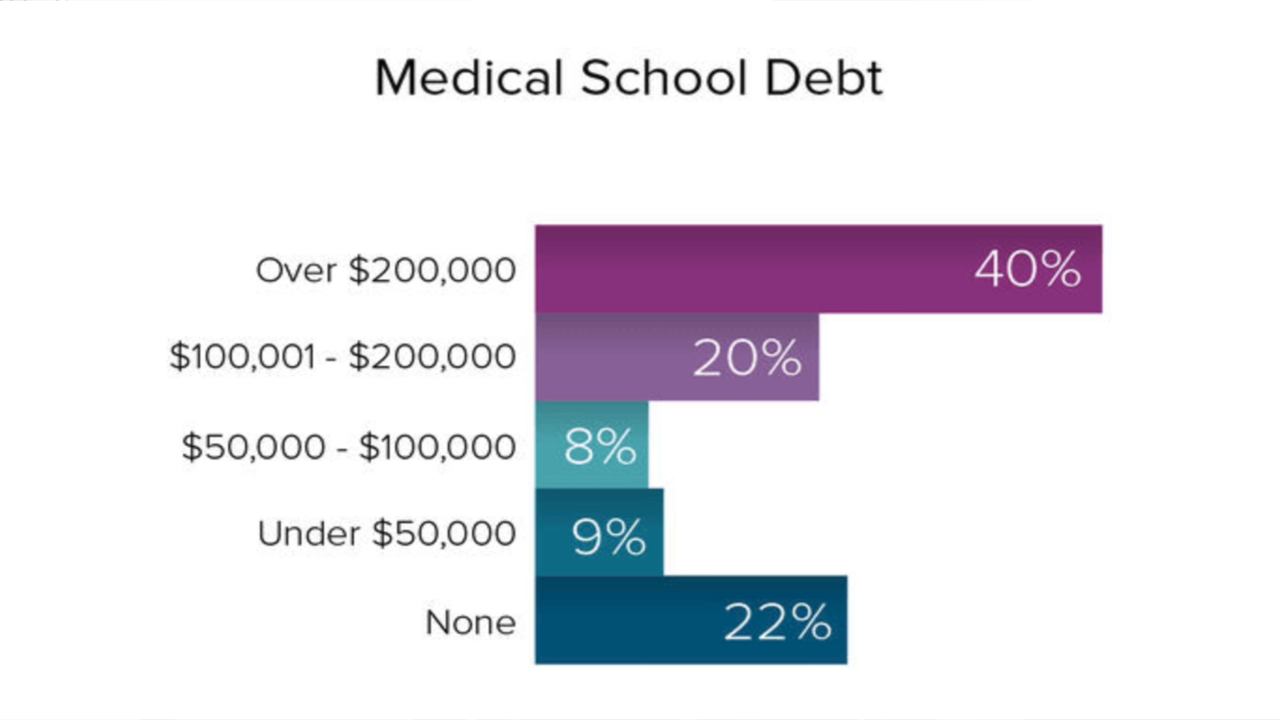 Medical School Debt
Over $200,000 40%
$100,001 - $200,000 20%
$50,000 - $100,000 8%
Under $50,000 9%
None 22%